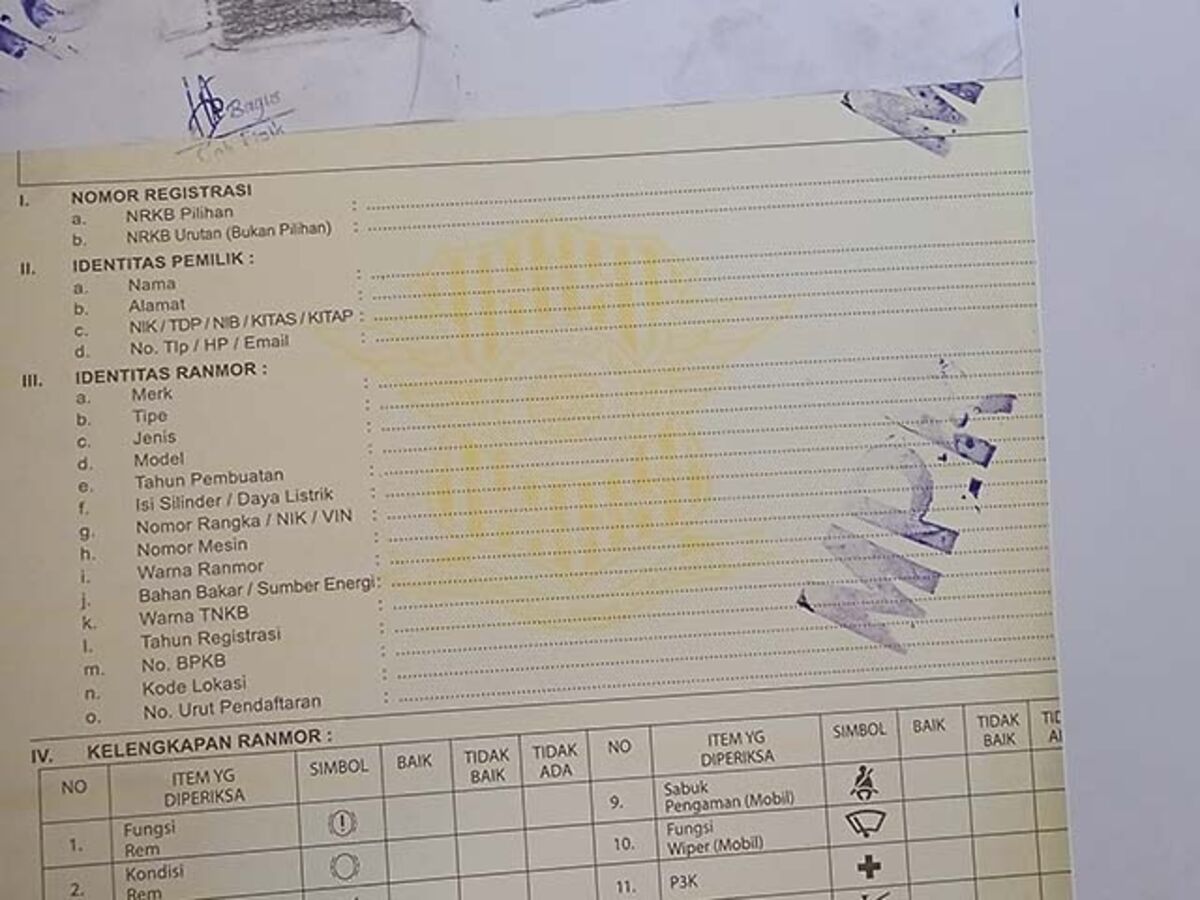 Bagus
Cek Fisik
I. NOMOR REGISTRASI
a. NRKB Pilihan :
b. NRKB Urutan (Bukan Pilihan) :
II. IDENTITAS PEMILIK :
a. Nama :
b. Alamat :
c. NIK / TDP / NIB / KITAS / KITAP :
d. No. Tlp / HP / Email :
III. IDENTITAS RANMOR :
a. Merk :
b. Tipe :
c. Jenis :
d. Model :
e. Tahun Pembuatan :
f. Isi Silinder / Daya Listrik :
g. Nomor Rangka / NIK / VIN :
h. Nomor Mesin :
i. Warna Ranmor :
j. Bahan Bakar / Sumber Energi :
k. Warna TNKB :
l. Tahun Registrasi :
m. No. BPKB :
n. Kode Lokasi :
o. No. Urut Pendaftaran :
IV. KELENGKAPAN RANMOR :
NO ITEM YG DIPERIKSA SIMBOL BAIK TIDAK BAIK TIDAK ADA NO ITEM YG DIPERIKSA SIMBOL BAIK TIDAK BAIK
1. Fungsi Rem
9. Sabuk Pengaman (Mobil)
2. Kondisi Rem
10. Fungsi Wiper (Mobil)
11. P3K